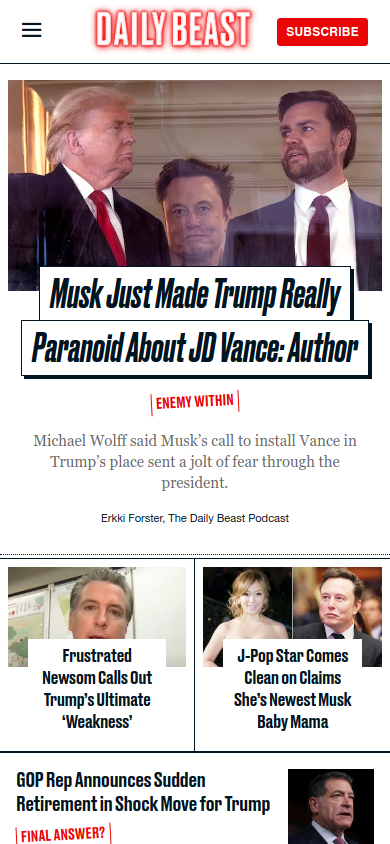 DAILY BEAST
SUBSCRIBE
Musk Just Made Trump Really
Paranoid About JD Vance: Author
ENEMY WITHIN
Michael Wolff said Musk's call to install Vance in
Trump's place sent a jolt of fear through the
president.
Erkki Forster, The Daily Beast Podcast
Frustrated
Newsom Calls Out
Trump's Ultimate
'Weakness'
J-Pop Star Comes
Clean on Claims
She's Newest Musk
Baby Mama
GOP Rep Announces Sudden
Retirement in Shock Move for Trump
FINAL ANSWER?